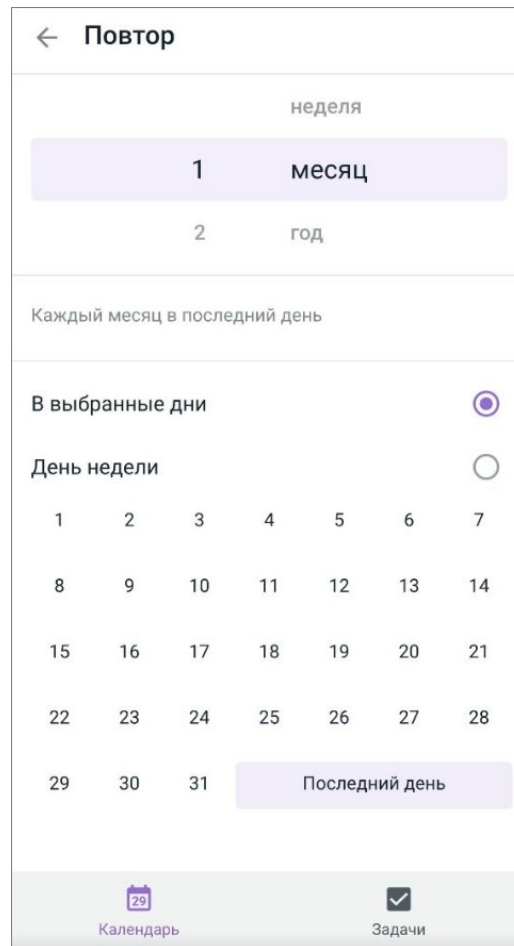 ← Повтор
неделя
1 месяц
2 год
Каждый месяц в последний день
В выбранные дни
День недели
1 2 3 4 5 6 7
8 9 10 11 12 13 14
15 16 17 18 19 20 21
22 23 24 25 26 27 28
29 30 31 Последний день
29
Календарь Задачи